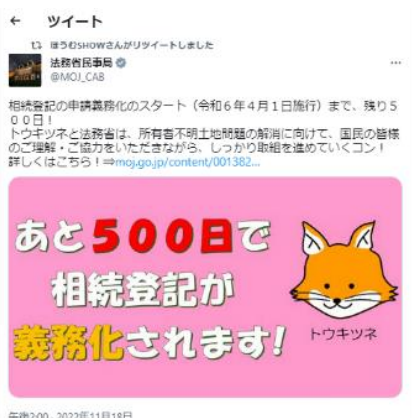 ← ツイート
ほうむSHOWさんがリツイートしました
法務省民事局
@MOJ_CAB
相続登記の申請義務化のスタート（令和６年４月１日施行）まで、残り５
００日！
トウキツネと法務省は、所有者不明土地問題の解消に向けて、国民の皆様
のご理解・ご協力をいただきながら、しっかり取組を進めていくコン！
詳しくはこちら！⇒moj.go.jp/content/001382...
あと５００日で
相続登記が
義務化されます!
トウキツネ
午後2:00 · 2022年11月18日